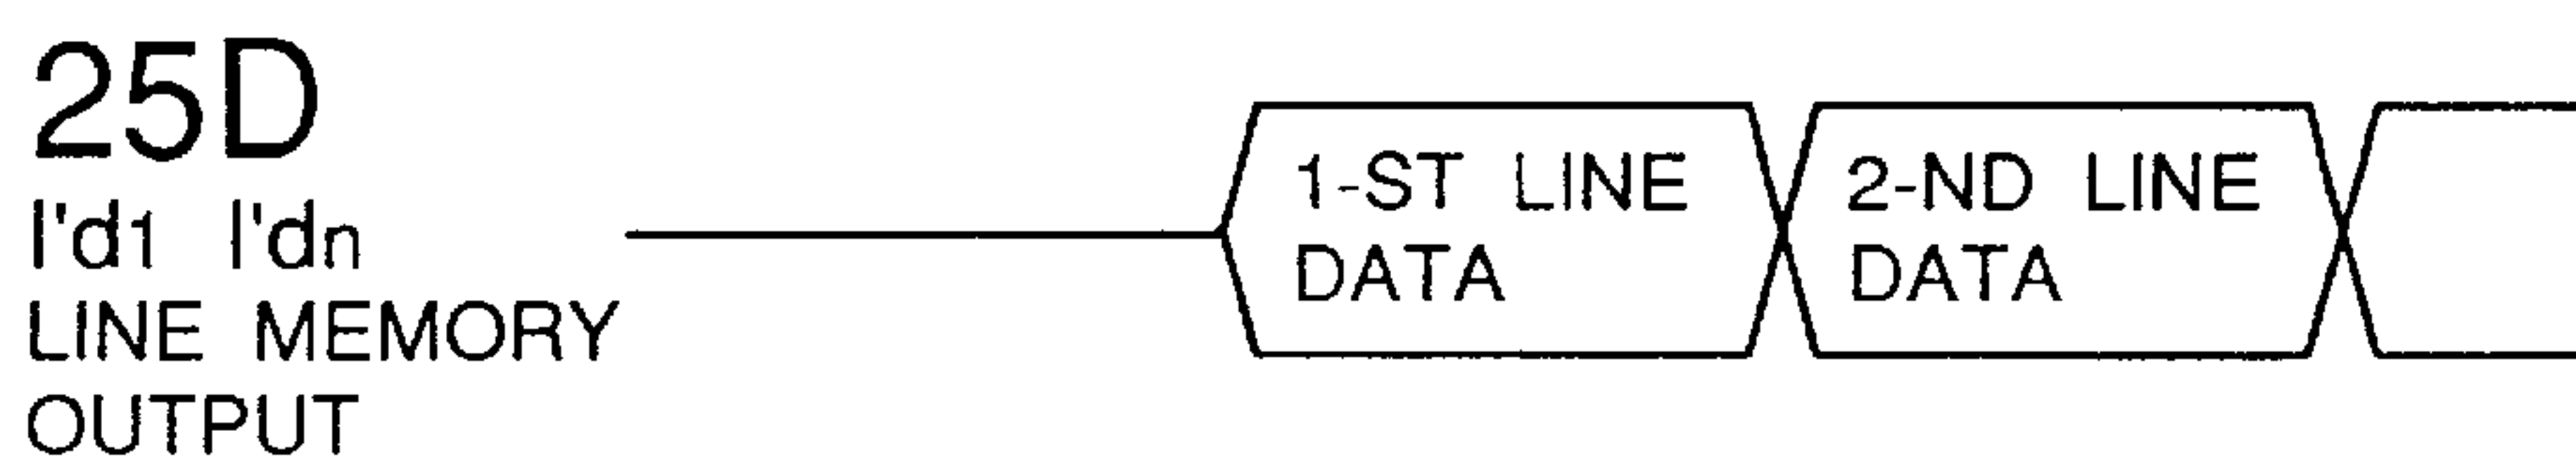 25D
I'd1 I'dn
LINE MEMORY
OUTPUT
1-ST LINE
DATA
2-ND LINE
DATA